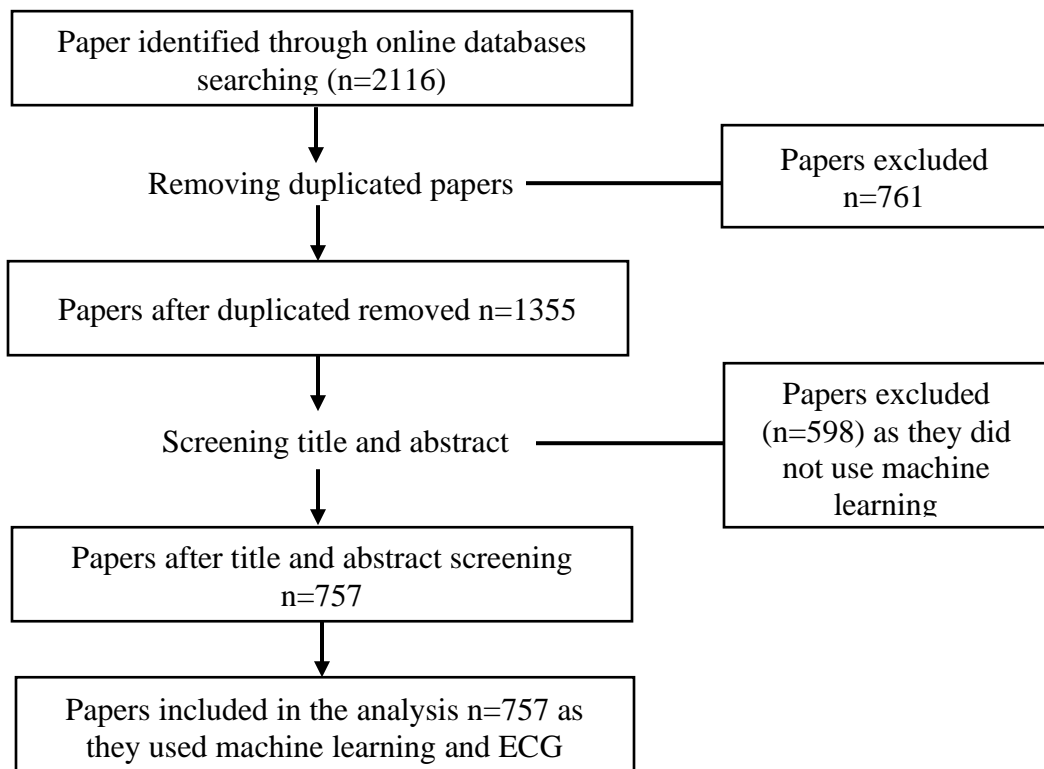 Paper identified through online databases
searching (n=2116)
Removing duplicated papers
Papers excluded
n=761
Papers after duplicated removed n=1355
Screening title and abstract
Papers excluded
(n=598) as they did
not use machine
learning
Papers after title and abstract screening
n=757
Papers included in the analysis n=757 as
they used machine learning and ECG